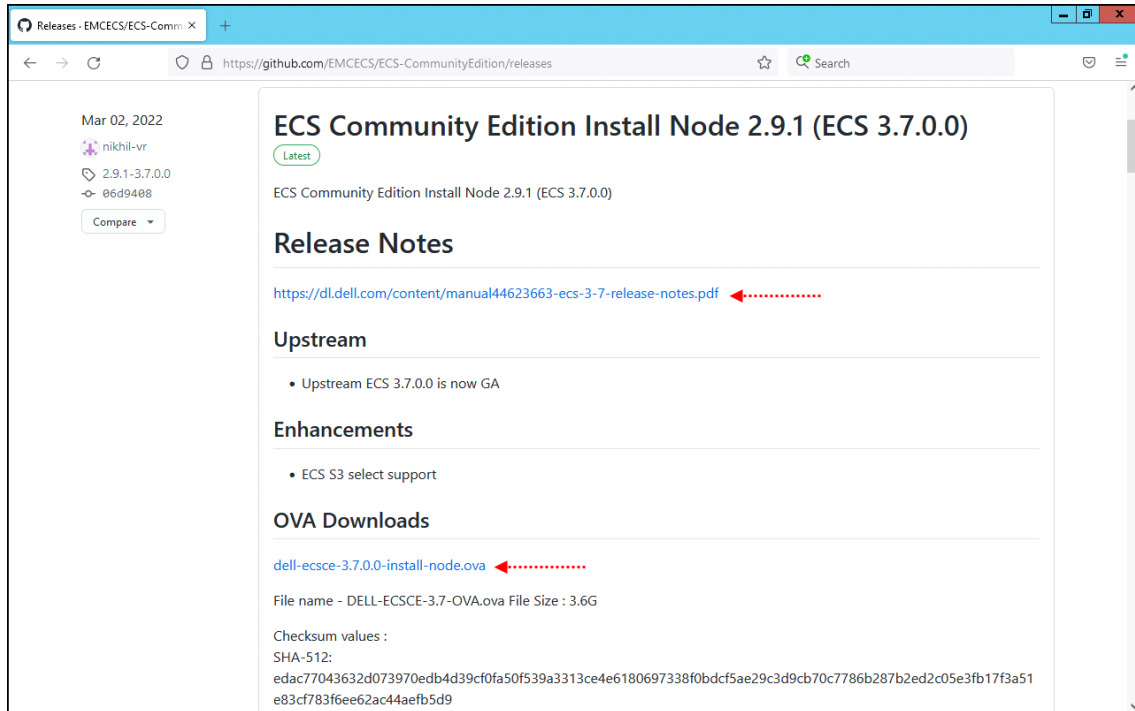 Releases · EMCECS/ECS-Comm
https://github.com/EMCECS/ECS-CommunityEdition/releases
Search
Mar 02, 2022
nikhil-vr
2.9.1-3.7.0.0
06d9408
Compare
ECS Community Edition Install Node 2.9.1 (ECS 3.7.0.0)
Latest
ECS Community Edition Install Node 2.9.1 (ECS 3.7.0.0)
Release Notes
https://dl.dell.com/content/manual44623663-ecs-3-7-release-notes.pdf
Upstream
• Upstream ECS 3.7.0.0 is now GA
Enhancements
• ECS S3 select support
OVA Downloads
dell-ecsce-3.7.0.0-install-node.ova
File name - DELL-ECSCE-3.7-OVA.ova File Size : 3.6G
Checksum values :
SHA-512:
edac77043632d073970edb4d39cf0fa50f539a3313ce4e6180697338f0bdcf5ae29c3d9cb70c7786b287b2ed2c05e3fb17f3a51
e83cf783f6ee62ac44aefb5d9